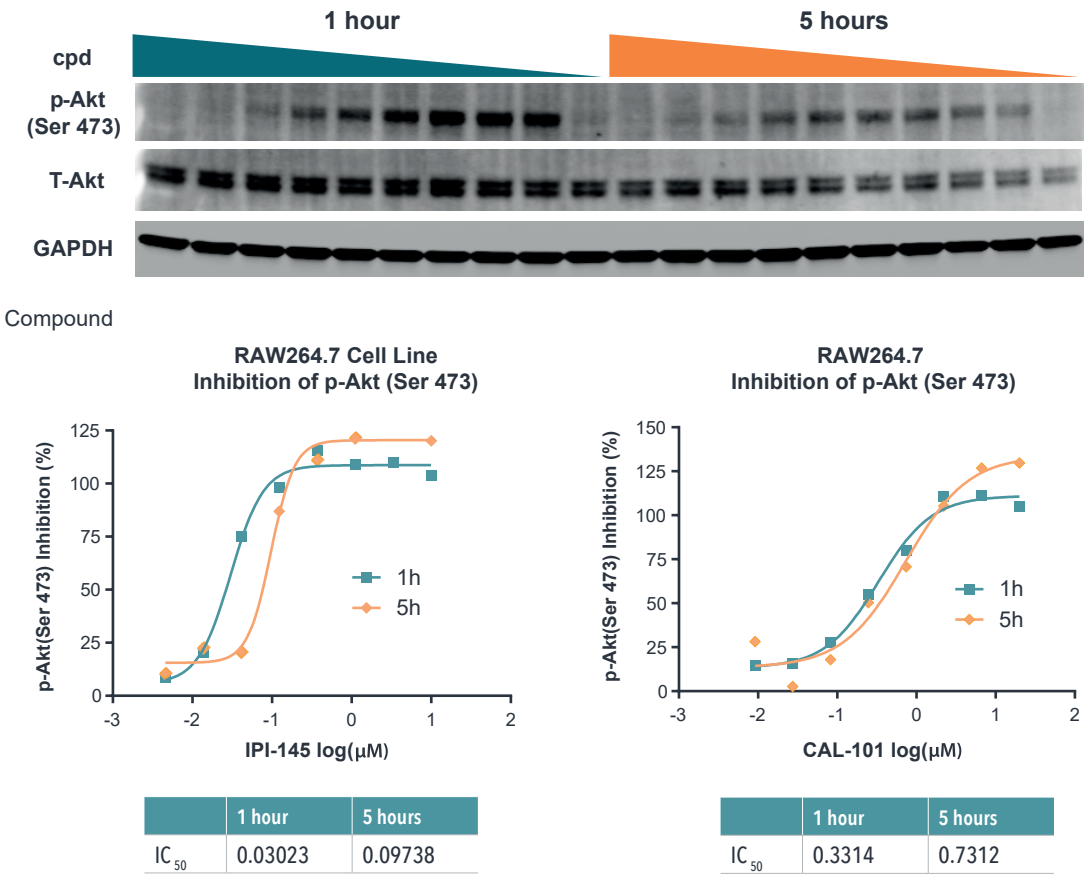 1 hour
5 hours
cpd
p-Akt
(Ser 473)
T-Akt
GAPDH
Compound
RAW264.7 Cell Line
Inhibition of p-Akt (Ser 473)
p-Akt(Ser 473) Inhibition (%)
125
100
75
50
25
0
-3
-2
-1
0
1
2
1h
5h
IPI-145 log(μM)
RAW264.7
Inhibition of p-Akt (Ser 473)
p-Akt(Ser 473) Inhibition (%)
150
125
100
75
50
25
0
-3
-2
-1
0
1
2
1h
5h
CAL-101 log(μM)
1 hour 5 hours
IC50 0.03023 0.09738
1 hour 5 hours
IC50 0.3314 0.7312